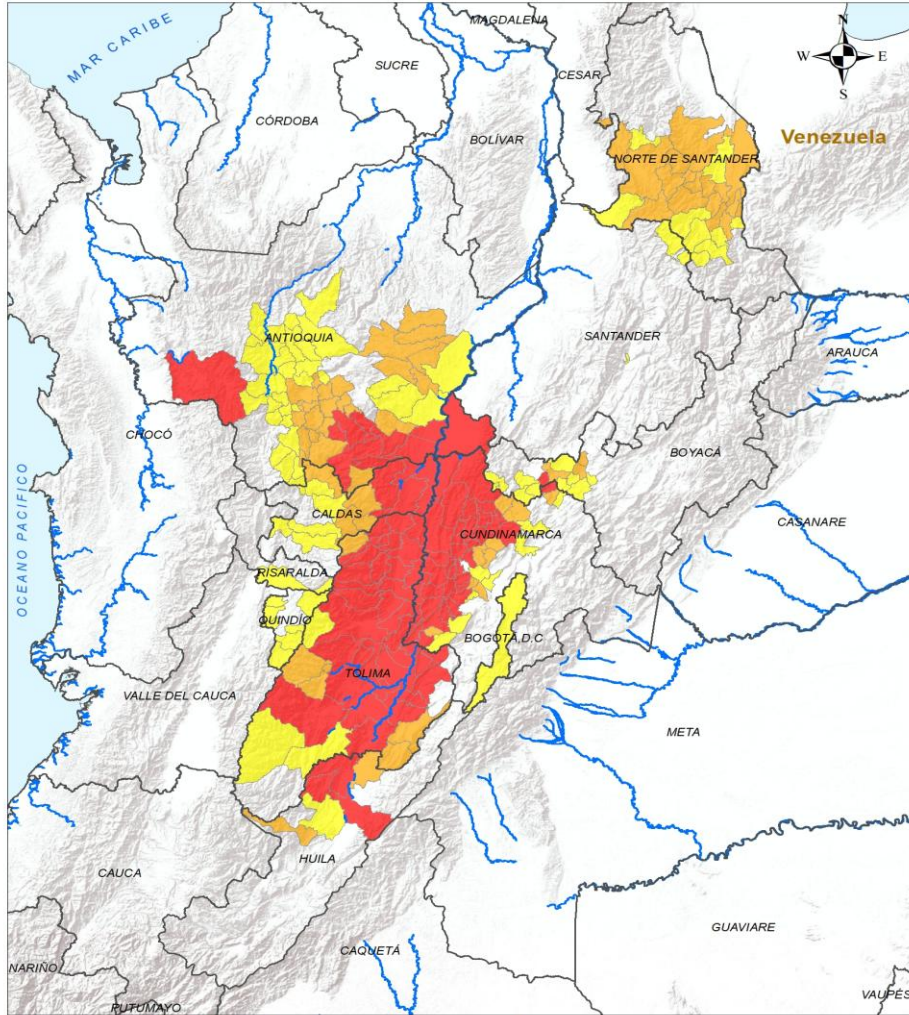 MAGDALENA
N
MAR CARIBE
SUCRE
W
E
CESAR
S
CÓRDOBA
BOLÍVAR
Venezuela
NORTE DE SANTANDER
ANTIOQUIA
SANTANDER
ARAUCA
CHOCÓ
BOYACÁ
CALDAS
CASANARE
CUNDINAMARCA
OCEANO PACIFICO
RISARALDA
QUINDÍO
BOGOTÁ,D.C
TOLIMA
VALLE DEL CAUCA
META
HUILA
CAUCA
GUAVIARE
CAQUETÁ
NARIÑO
VAUPÉS
PUTUMAYO